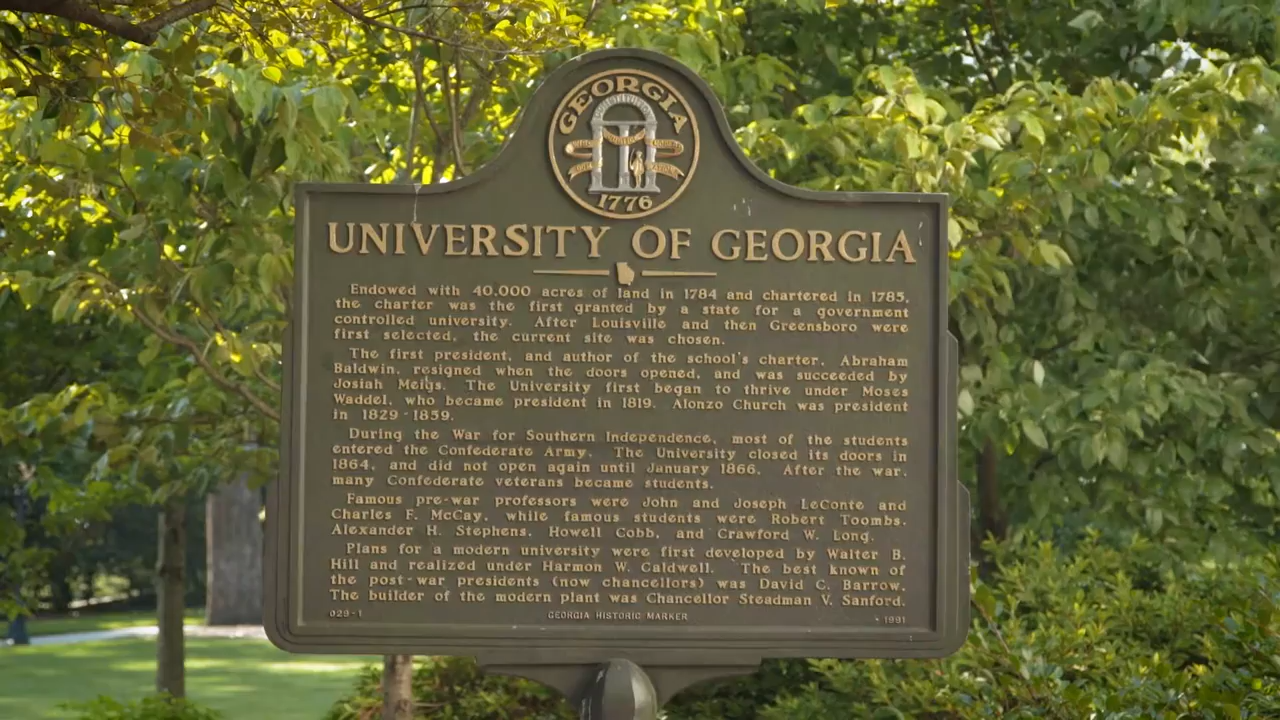 GEORGIA
CONSTITUTION
1776
UNIVERSITY OF GEORGIA
Endowed with 40,000 acres of land in 1784 and chartered in 1785,
the charter was the first granted by a state for a government
controlled university. After Louisville and then Greensboro were
first selected, the current site was chosen.
The first president, and author of the school's charter, Abraham
Baldwin, resigned when the doors opened, and was succeeded by
Josiah Meigs. The University first began to thrive under Moses
Waddel, who became president in 1819. Alonzo Church was president
in 1829-1859.
During the War for Southern Independence, most of the students
entered the Confederate Army. The University closed its doors in
1864, and did not open again until January 1866. After the war,
many Confederate veterans became students.
Famous pre-war professors were John and Joseph LeConte and
Charles F. McCay, while famous students were Robert Toombs,
Alexander H. Stephens, Howell Cobb, and Crawford W. Long.
Plans for a modern university were first developed by Walter B.
Hill and realized under Harmon W. Caldwell. The best known of
the post-war presidents (now chancellors) was David C. Barrow.
The builder of the modern plant was Chancellor Steadman V. Sanford.
029-1 GEORGIA HISTORIC MARKER - 1991